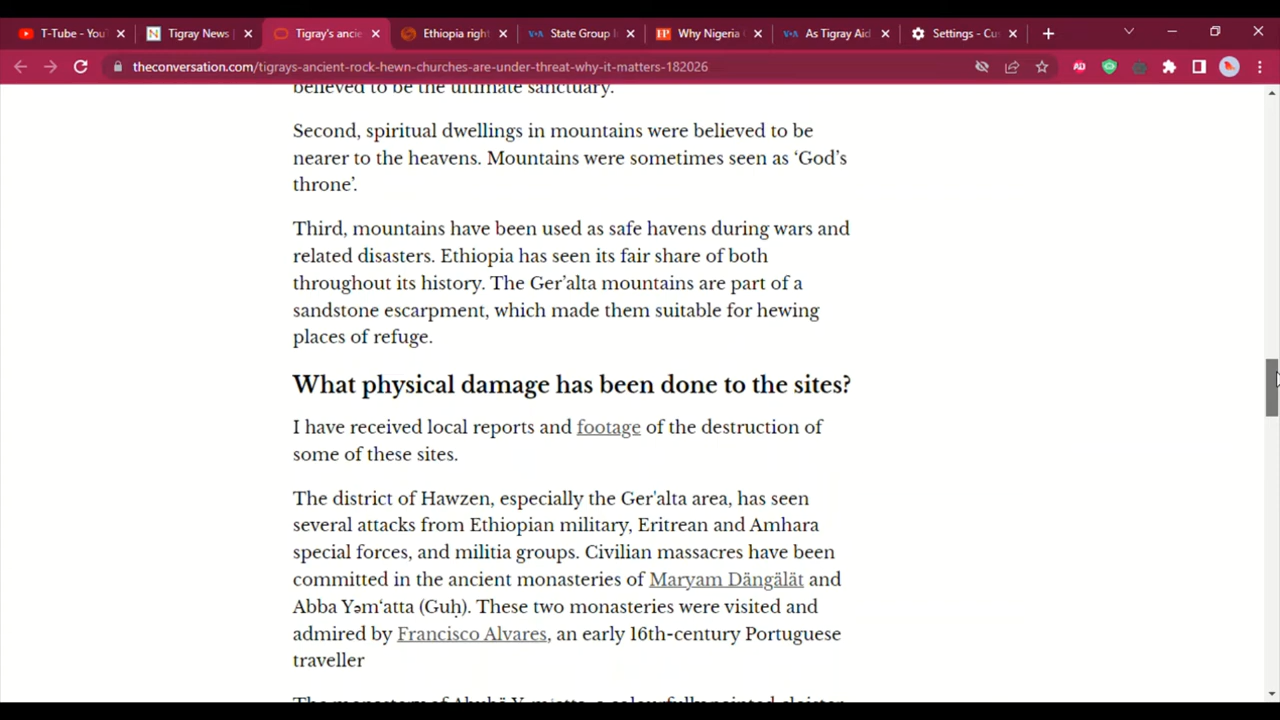 T-Tube - You
Tigray News |
Tigray's ancie
Ethiopia right
State Group I
Why Nigeria
As Tigray Aid
Settings - Cus
theconversation.com/tigrays-ancient-rock-hewn-churches-are-under-threat-why-it-matters-182026
believed to be the ultimate sanctuary.
Second, spiritual dwellings in mountains were believed to be
nearer to the heavens. Mountains were sometimes seen as ‘God’s
throne’.
Third, mountains have been used as safe havens during wars and
related disasters. Ethiopia has seen its fair share of both
throughout its history. The Ger’alta mountains are part of a
sandstone escarpment, which made them suitable for hewing
places of refuge.
What physical damage has been done to the sites?
I have received local reports and footage of the destruction of
some of these sites.
The district of Hawzen, especially the Ger'alta area, has seen
several attacks from Ethiopian military, Eritrean and Amhara
special forces, and militia groups. Civilian massacres have been
committed in the ancient monasteries of Maryam Dängälät and
Abba Yəm‘atta (Guḥ). These two monasteries were visited and
admired by Francisco Alvares, an early 16th-century Portuguese
traveller